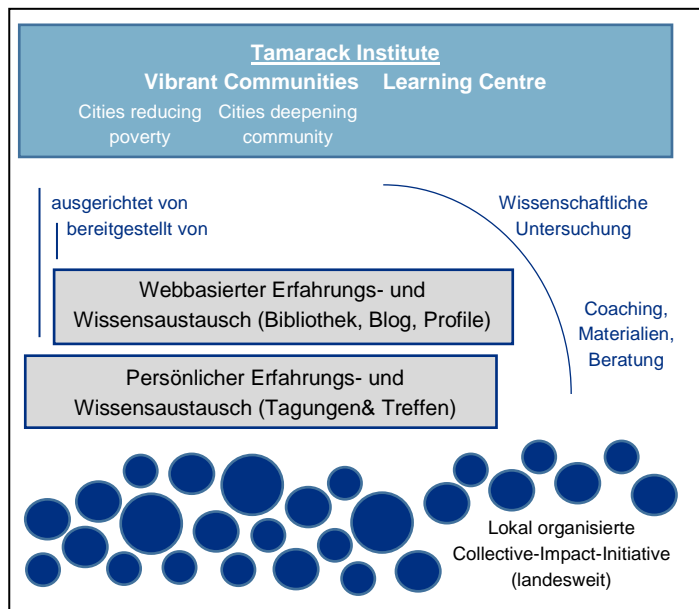 Tamarack Institute
Vibrant Communities Learning Centre
Cities reducing poverty
Cities deepening community
ausgerichtet von
bereitgestellt von
Wissenschaftliche
Untersuchung
Webbasierter Erfahrungs- und
Wissensaustausch (Bibliothek, Blog, Profile)
Coaching,
Materialien,
Beratung
Persönlicher Erfahrungs- und
Wissensaustausch (Tagungen& Treffen)
Lokal organisierte
Collective-Impact-Initiative
(landesweit)